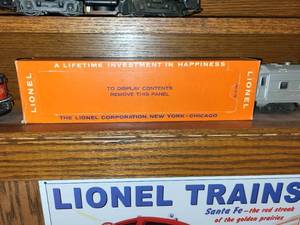 A LIFETIME INVESTMENT IN HAPPINESS
LIONEL
TO DISPLAY CONTENTS
REMOVE THIS PANEL
LIONEL
THE LIONEL CORPORATION, NEW YORK - CHICAGO
LIONEL TRAINS
Santa Fe—the red streak
of the golden prairies